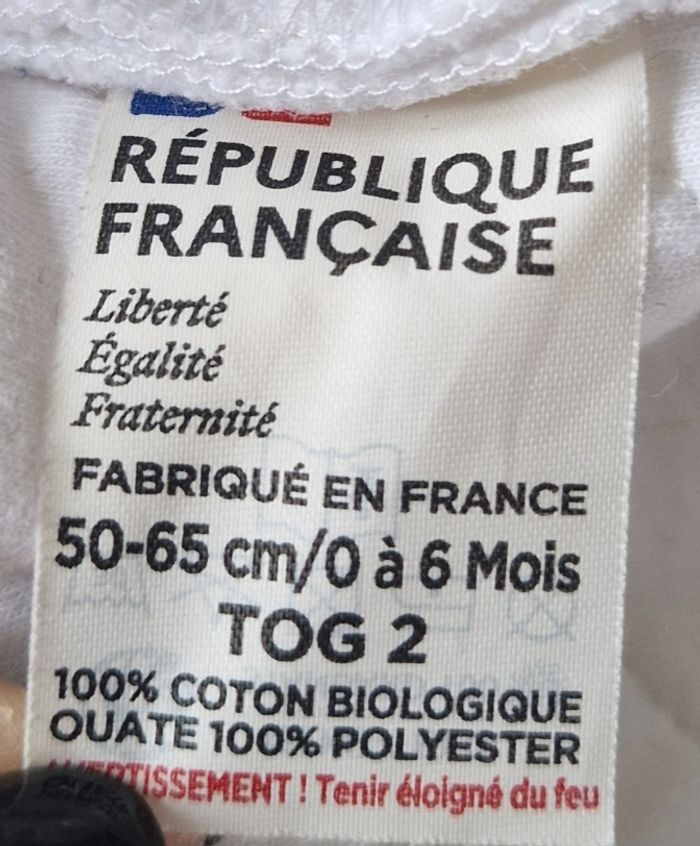 RÉPUBLIQUE
FRANÇAISE
Liberté
Égalité
Fraternité
FABRIQUÉ EN FRANCE
50-65 cm/0 à 6 Mois
TOG 2
100% COTON BIOLOGIQUE
OUATE 100% POLYESTER
AVERTISSEMENT ! Tenir éloigné du feu